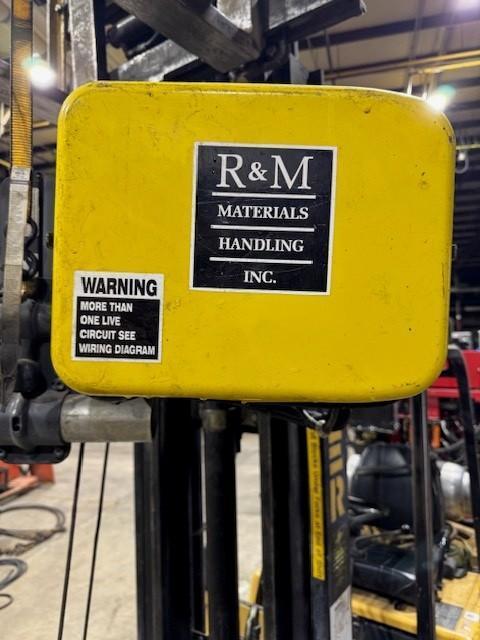 R&M
MATERIALS
HANDLING
INC.
WARNING
MORE THAN
ONE LIVE
CIRCUIT SEE
WIRING DIAGRAM